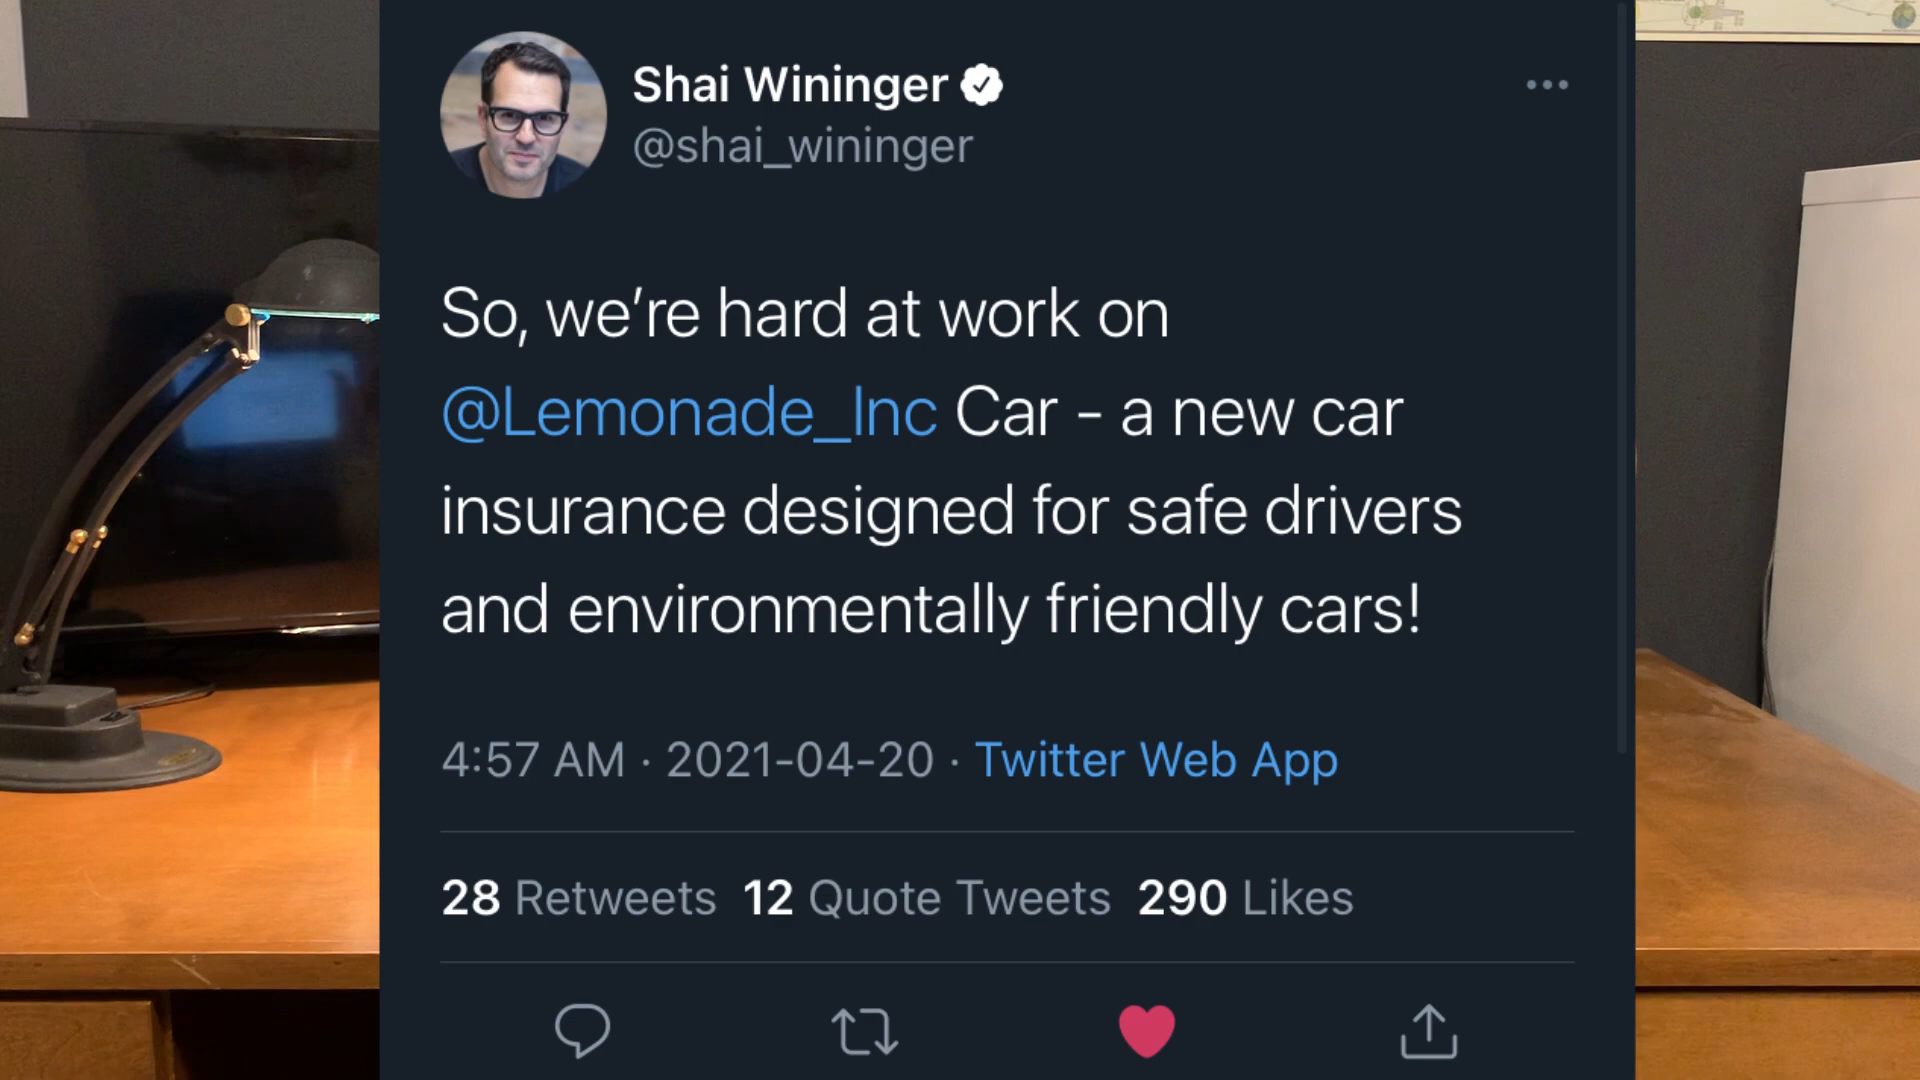 Shai Wininger
@shai_wininger
So, we’re hard at work on
@Lemonade_Inc Car - a new car
insurance designed for safe drivers
and environmentally friendly cars!
4:57 AM · 2021-04-20 · Twitter Web App
28 Retweets 12 Quote Tweets 290 Likes